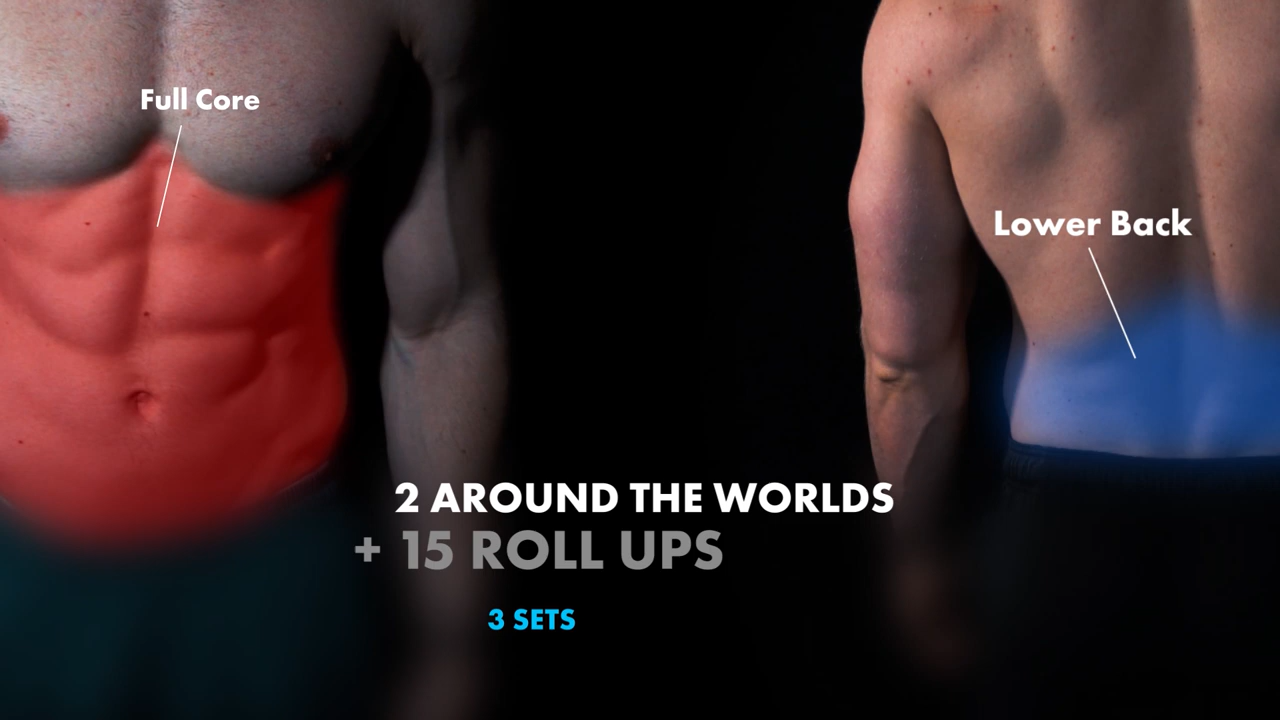 Full Core
Lower Back
2 AROUND THE WORLDS
+ 15 ROLL UPS
3 SETS